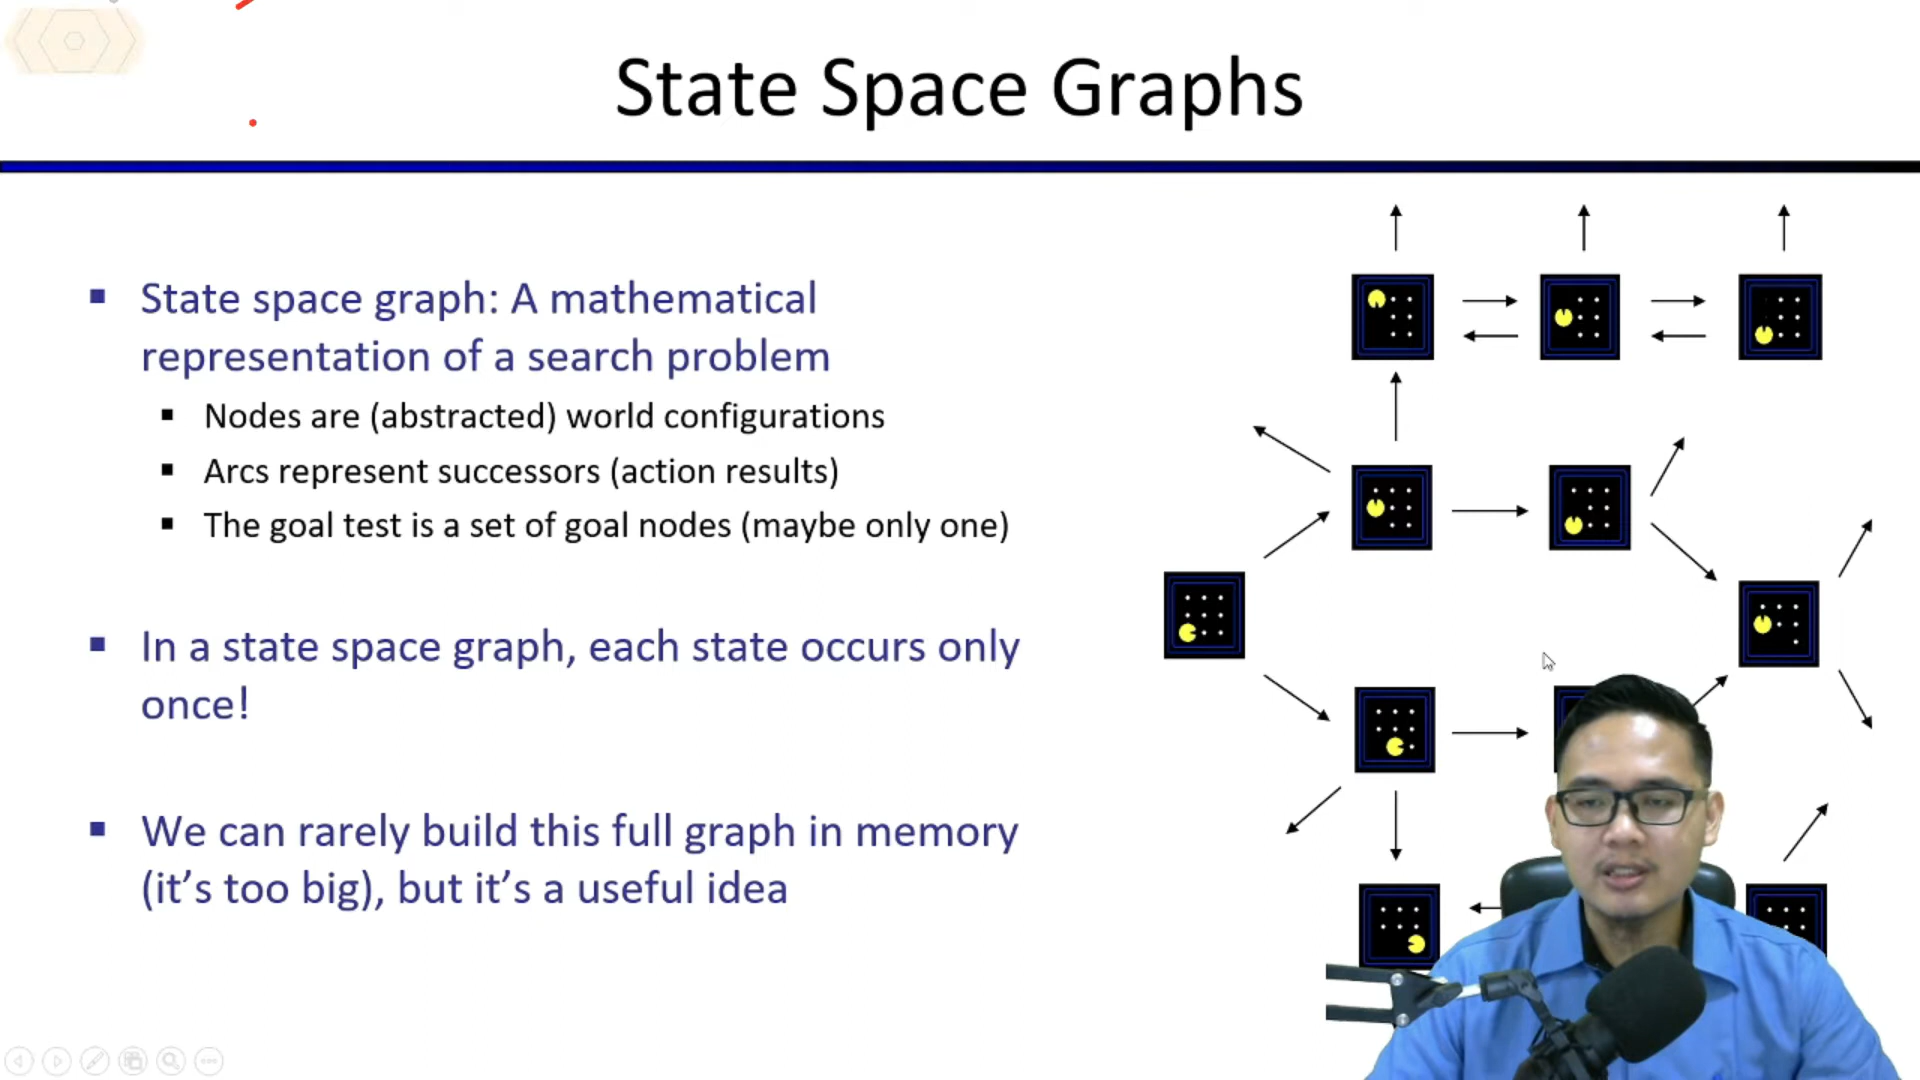 State Space Graphs
▪ State space graph: A mathematical
representation of a search problem
▪ Nodes are (abstracted) world configurations
▪ Arcs represent successors (action results)
▪ The goal test is a set of goal nodes (maybe only one)
▪ In a state space graph, each state occurs only
once!
▪ We can rarely build this full graph in memory
(it’s too big), but it’s a useful idea